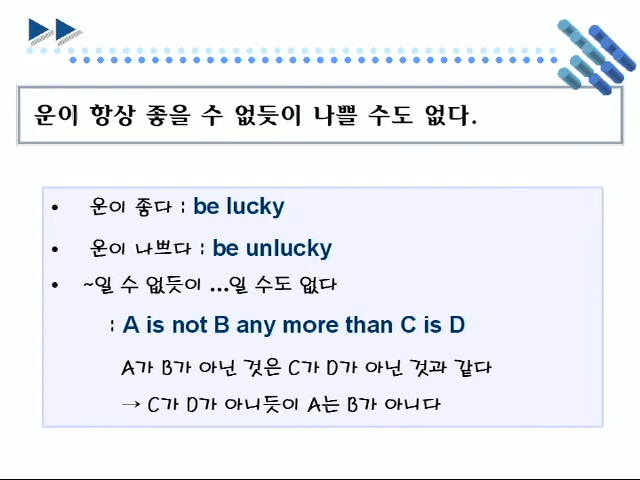 운이 항상 좋을 수 없듯이 나쁠 수도 없다.
• 운이 좋다 : be lucky
• 운이 나쁘다 : be unlucky
• ~일 수 없듯이 ...일 수도 없다
: A is not B any more than C is D
A가 B가 아닌 것은 C가 D가 아닌 것과 같다
→ C가 D가 아니듯이 A는 B가 아니다